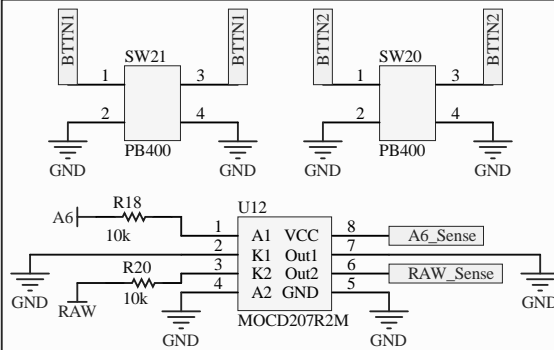 BTTN1
BTTN1
BTTN2
BTTN2
SW21
SW20
1 3
1 3
2 4
2 4
PB400
PB400
GND
GND
GND
GND
R18
U12
A6
10k
1 A1 VCC 8
A6_Sense
2 K1 Out1 7
R20
3 K2 Out2 6
RAW_Sense
10k
4 A2 GND 5
GND
RAW
GND
MOCD207R2M
GND
GND